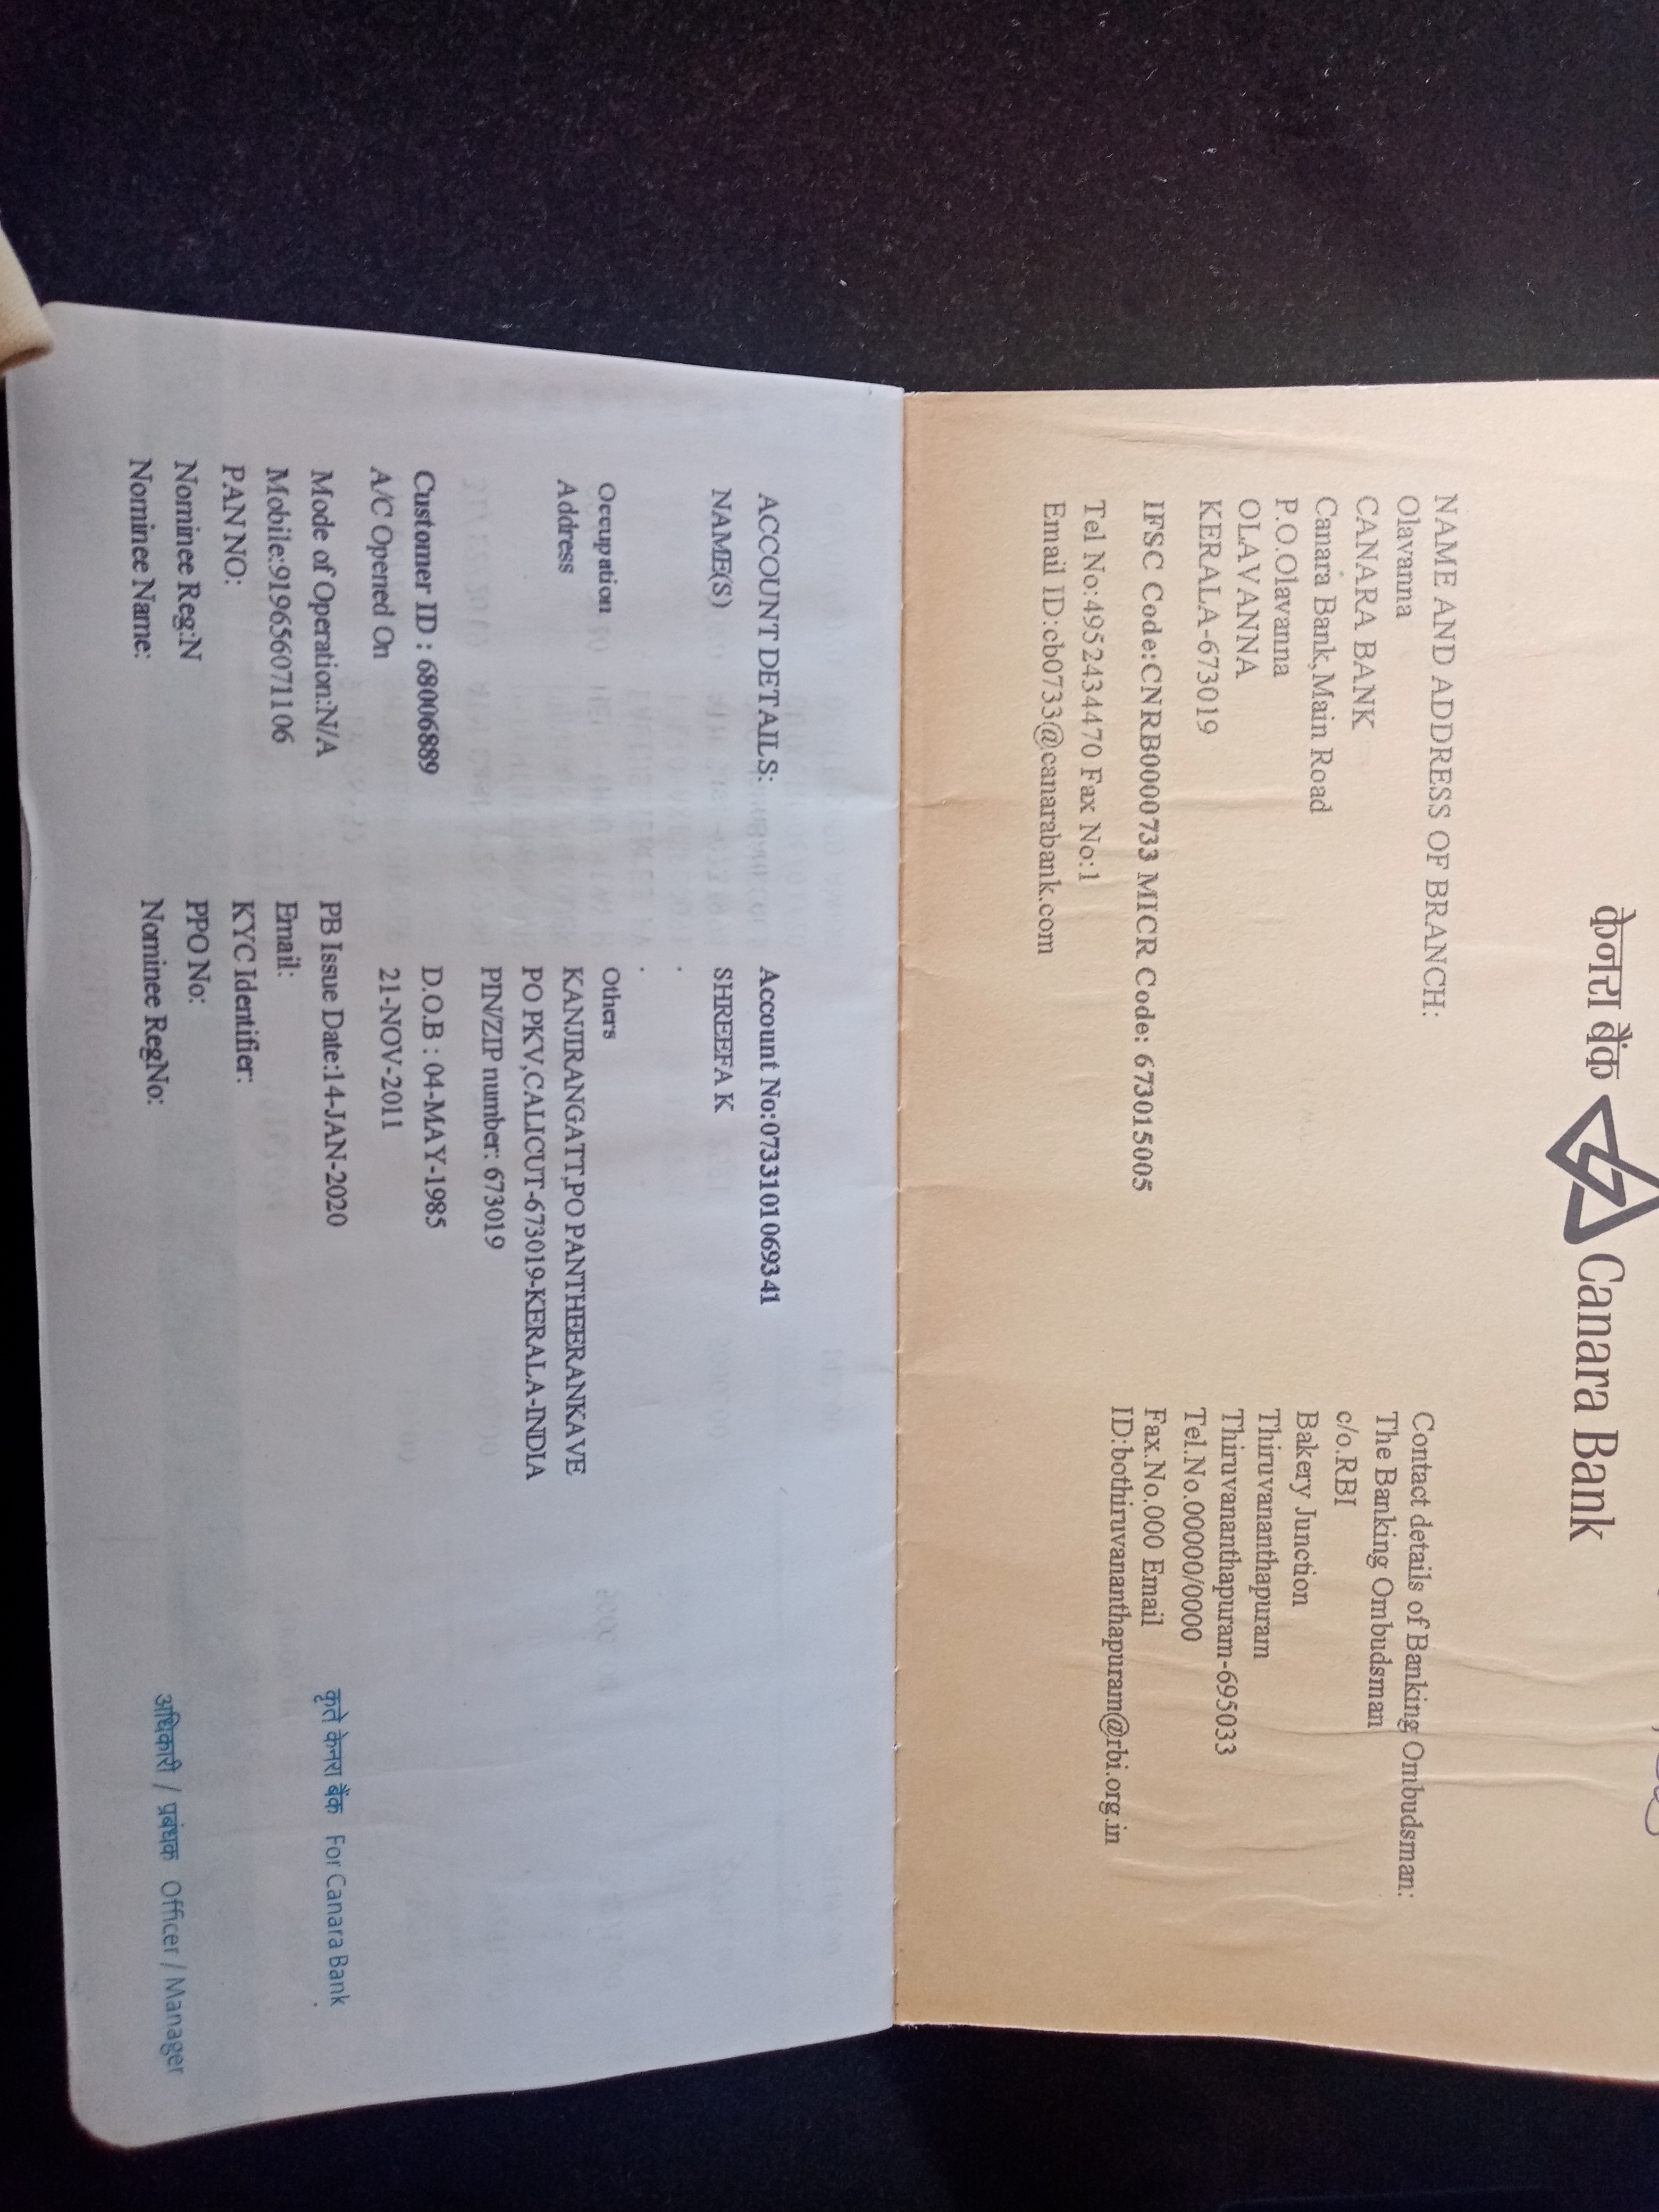 केनरा बैंक Canara Bank
NAME AND ADDRESS OF BRANCH:
Olavanna
CANARA BANK
Canara Bank,Main Road
P.O.Olavanna
OLAVANNA
KERALA-673019
IFSC Code:CNRB0000733 MICR Code: 673015005
Tel No:4952434470 Fax No:1
Email ID:cb0733@canarabank.com
Contact details of Banking Ombudsman:
The Banking Ombudsman
c/o.RBI
Bakery Junction
Thiruvananthapuram
Thiruvananthapuram-695033
Tel.No.00000/0000
Fax.No.000 Email
ID:bothiruvananthapuram@rbi.org.in
ACCOUNT DETAILS: Account No:0733101069341
NAME(S) SHREEFA K
.
.
Occupation Others
Address KANJIRANGATT,PO PANTHEERANKAVE
PO PKV,CALICUT-673019-KERALA-INDIA
PIN/ZIP number: 673019
Customer ID : 68006889 D.O.B : 04-MAY-1985
A/C Opened On 21-NOV-2011
Mode of Operation:N/A PB Issue Date:14-JAN-2020
Mobile:919656071106 Email:
PAN NO: KYC Identifier:
Nominee Reg:N PPO No:
Nominee Name: Nominee RegNo:
कृते केनरा बैंक For Canara Bank
अधिकारी / प्रबंधक Officer / Manager